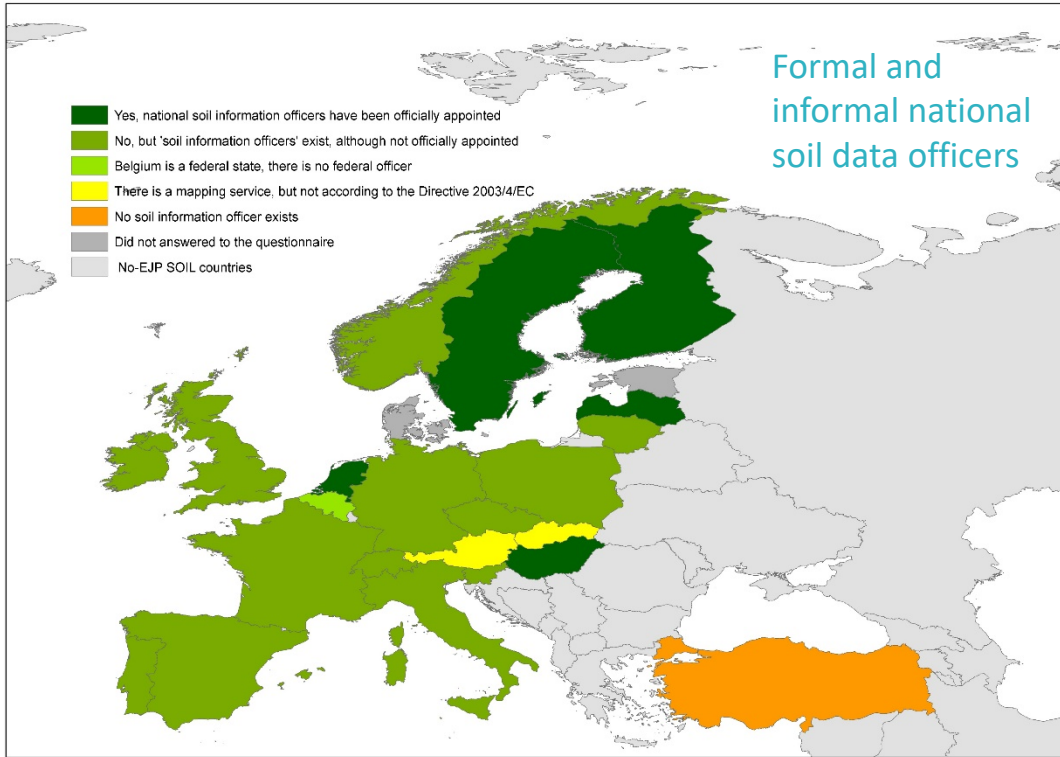 Formal and
informal national
soil data officers
Yes, national soil information officers have been officially appointed
No, but 'soil information officers' exist, although not officially appointed
Belgium is a federal state, there is no federal officer
There is a mapping service, but not according to the Directive 2003/4/EC
No soil information officer exists
Did not answered to the questionnaire
No-EJP SOIL countries